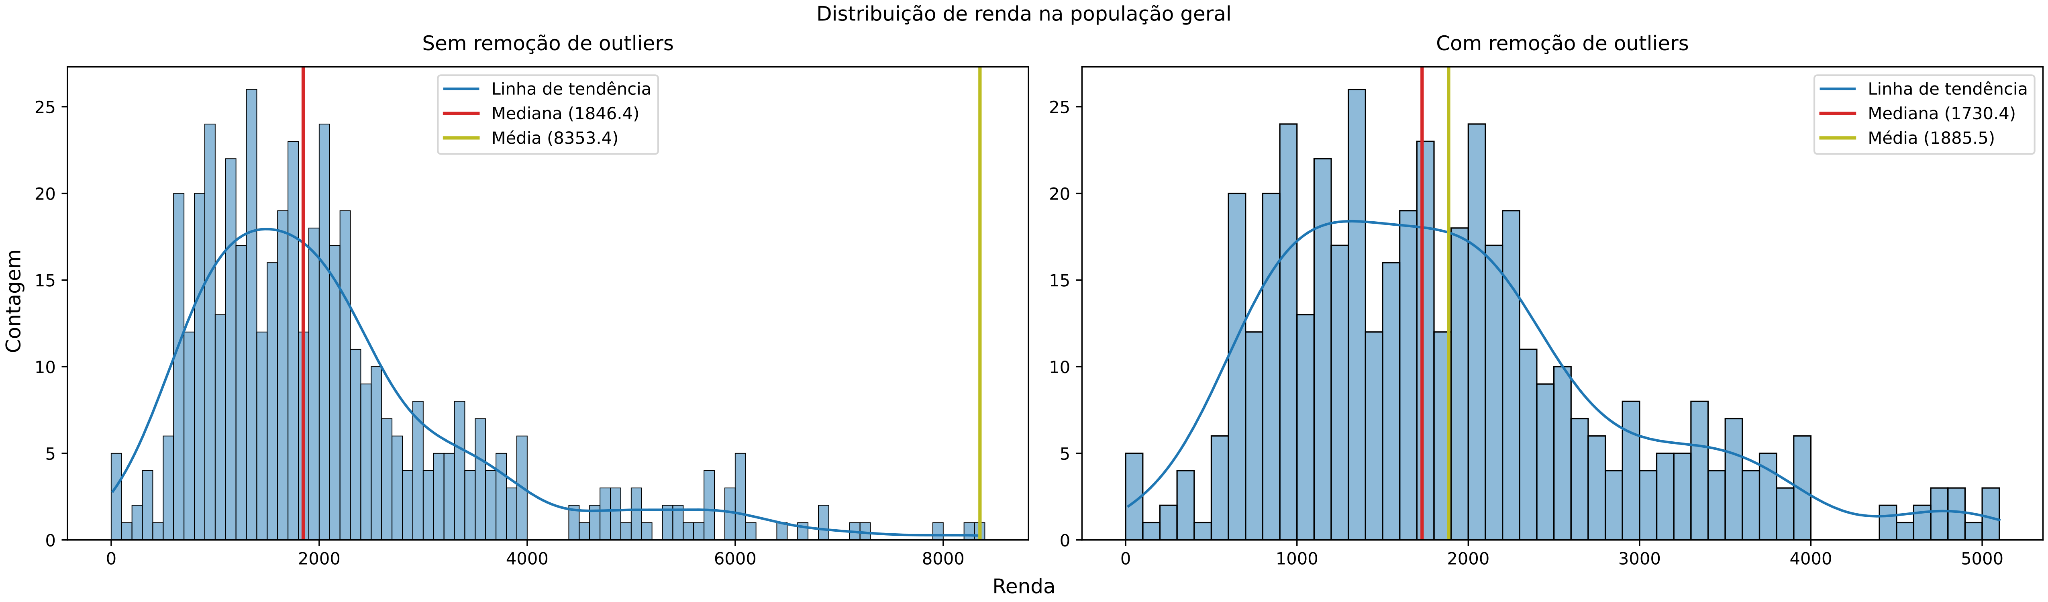 Distribuição de renda na população geral
Sem remoção de outliers
Linha de tendência
Mediana (1846.4)
Média (8353.4)
25
20
15
10
5
0
Contagem
0 2000 4000 6000 8000
Com remoção de outliers
Linha de tendência
Mediana (1730.4)
Média (1885.5)
25
20
15
10
5
0
0 1000 2000 3000 4000 5000
Renda